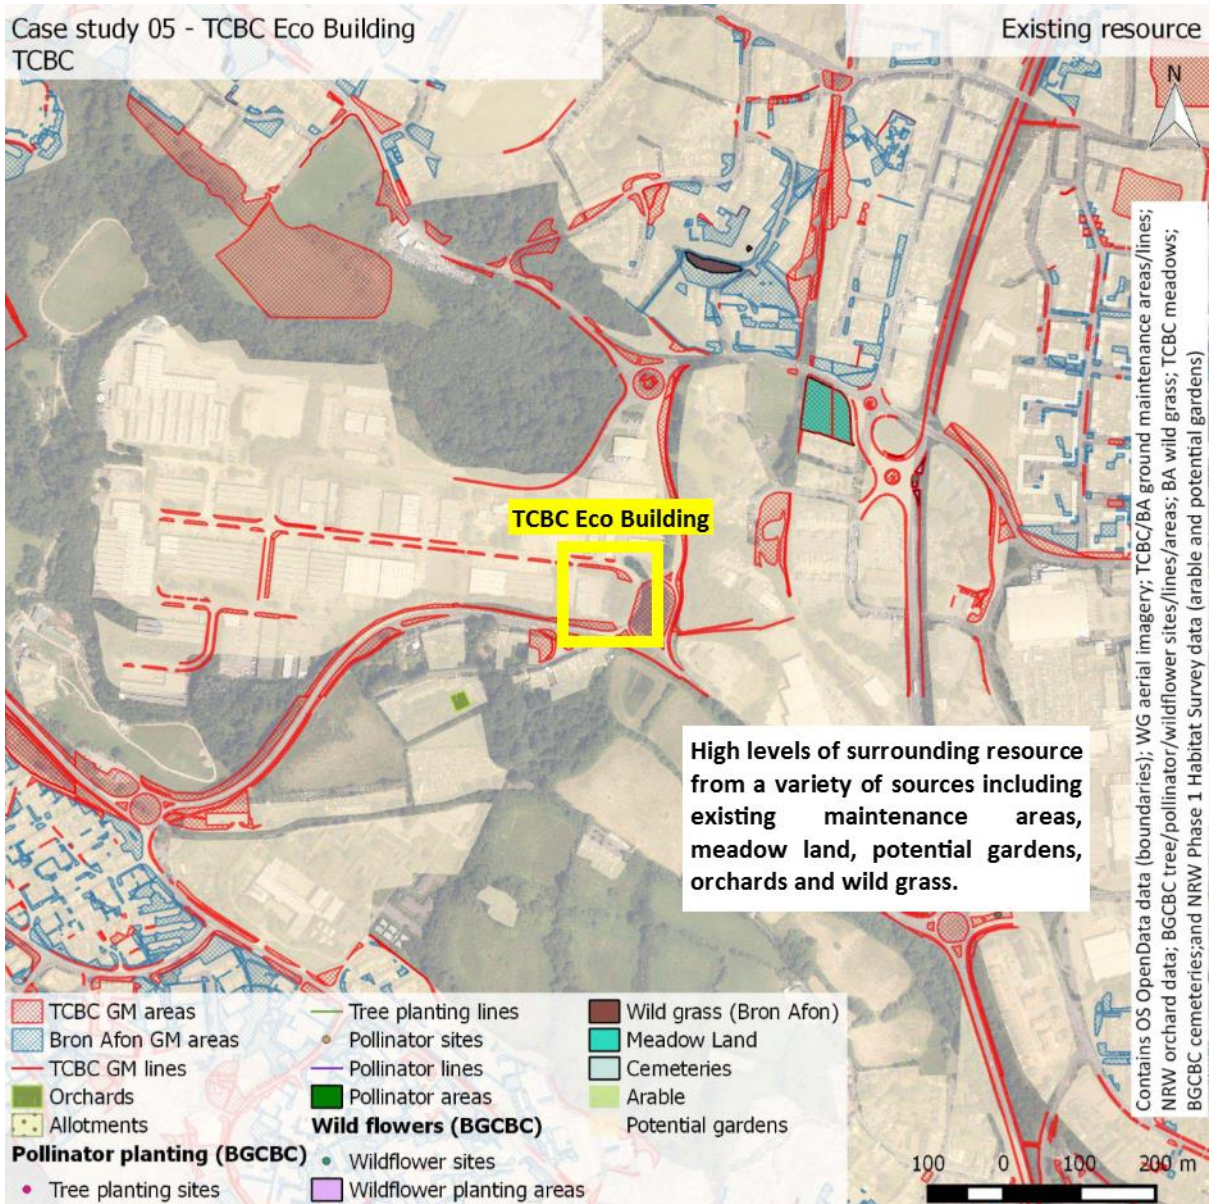 Case study 05 - TCBC Eco Building
TCBC
Existing resource
N
TCBC Eco Building
High levels of surrounding resource
from a variety of sources including
existing maintenance areas,
meadow land, potential gardens,
orchards and wild grass.
Contains OS OpenData data (boundaries); WG aerial imagery; TCBC/BA ground maintenance areas/lines;
NRW orchard data; BGCBC tree/pollinator/wildflower sites/lines/areas; BA wild grass; TCBC meadows;
BGCBC cemeteries;and NRW Phase 1 Habitat Survey data (arable and potential gardens)
TCBC GM areas
Bron Afon GM areas
TCBC GM lines
Orchards
Allotments
Pollinator planting (BGCBC)
Tree planting sites
Tree planting lines
Pollinator sites
Pollinator lines
Pollinator areas
Wild flowers (BGCBC)
Wildflower sites
Wildflower planting areas
Wild grass (Bron Afon)
Meadow Land
Cemeteries
Arable
Potential gardens
100 0 100 200 m